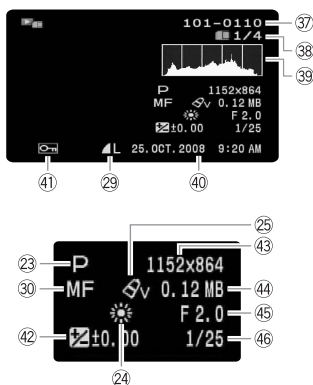 101-0110 37
1/4 38
39
P 1152x864
MF V 0.12 MB
F 2.0
±0.00 1/25
L 25.OCT.2008 9:20 AM
41 29 40
25 43
23 P 1152x864
30 MF V 0.12 MB 44
F 2.0 45
42 ±0.00 1/25 46
24